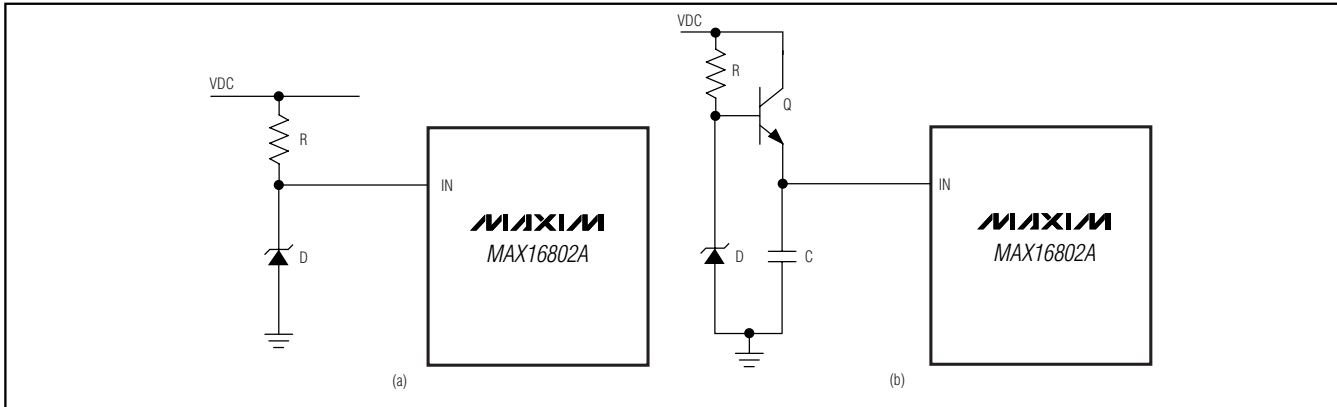 VDC
R
IN
D
MAXIM
MAX16802A
(a)
VDC
R
Q
IN
D
C
MAXIM
MAX16802A
(b)